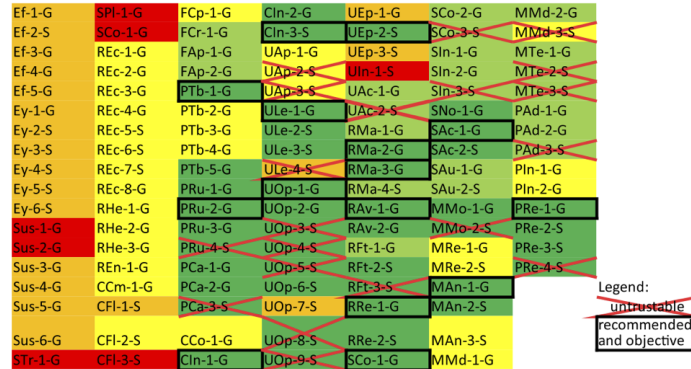 Ef-1-G SPl-1-G FCp-1-G CIn-2-G UEp-1-G SCo-2-G MMd-2-G
Ef-2-S SCo-1-G FCr-1-G CIn-3-S UEp-2-S SCo-3-S MMd-3-S
Ef-3-G REc-1-G FAp-1-G UAp-1-G UEp-3-S SIn-1-G MTe-1-G
Ef-4-G REc-2-G FAp-2-G UAp-2-S UIn-1-S SIn-2-G MTe-2-S
Ef-5-G REc-3-G PTb-1-G UAp-3-S UAc-1-G SIn-3-S MTe-3-S
Ey-1-G REc-4-G PTb-2-G ULe-1-G UAc-2-S SNo-1-G PAd-1-G
Ey-2-S REc-5-S PTb-3-G ULe-2-S RMa-1-G SAc-1-G PAd-2-G
Ey-3-S REc-6-S PTb-4-G ULe-3-S RMa-2-G SAc-2-S PAd-3-S
Ey-4-S REc-7-S PTb-5-G ULe-4-S RMa-3-G SAu-1-G PIn-1-G
Ey-5-S REc-8-G PRu-1-G UOp-1-G RMa-4-S SAu-2-S PIn-2-G
Ey-6-S RHe-1-G PRu-2-G UOp-2-G RAv-1-G MMo-1-G PRe-1-G
Sus-1-G RHe-2-G PRu-3-G UOp-3-S RAv-2-G MMo-2-S PRe-2-S
Sus-2-G RHe-3-G PRu-4-S UOp-4-S RFt-1-G MRe-1-G PRe-3-S
Sus-3-G REn-1-G PCa-1-G UOp-5-S RFt-2-S MRe-2-S PRe-4-S
Sus-4-G CCm-1-G PCa-2-G UOp-6-S RFt-3-S MAn-1-G Legend:
Sus-5-G CFl-1-S PCa-3-S UOp-7-S RRe-1-G MAn-2-S untrustable
Sus-6-G CFl-2-S CCo-1-G UOp-8-S RRe-2-S MAn-3-S recommended
STr-1-G CFl-3-S CIn-1-G UOp-9-S SCo-1-G MMd-1-G and objective